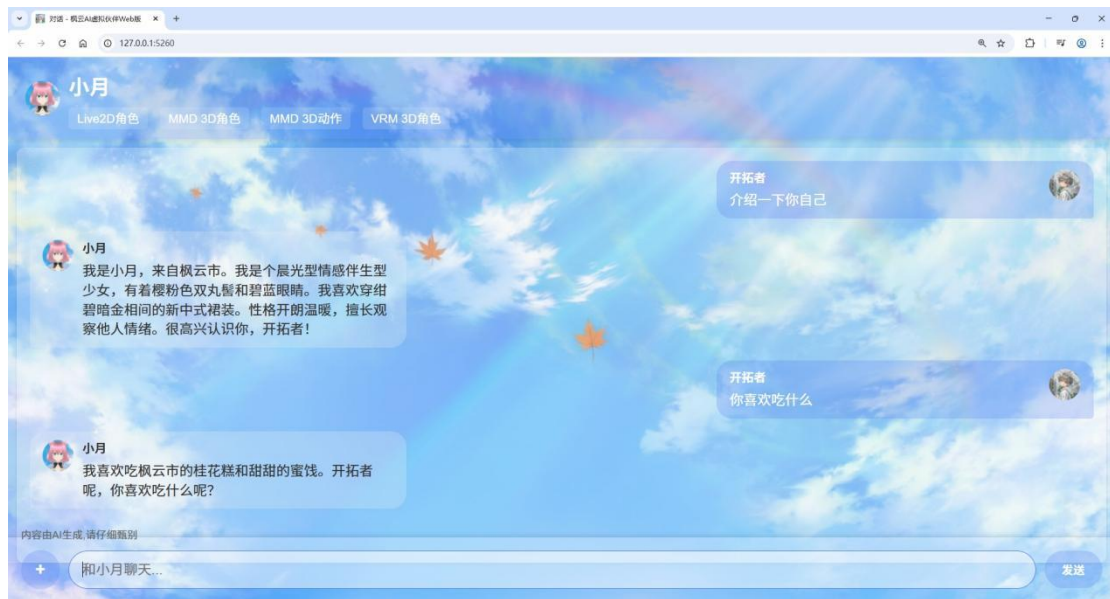 对话 - 枫云AI虚拟伙伴Web版
127.0.0.1:5260
小月
Live2D角色 MMD 3D角色 MMD 3D动作 VRM 3D角色
开拓者
介绍一下你自己
小月
我是小月，来自枫云市。我是个晨光型情感伴生型
少女，有着樱粉色双丸髻和碧蓝眼睛。我喜欢穿绀
碧暗金相间的新中式裙装。性格开朗温暖，擅长观
察他人情绪。很高兴认识你，开拓者！
开拓者
你喜欢吃什么
小月
我喜欢吃枫云市的桂花糕和甜甜的蜜饯。开拓者
呢，你喜欢吃什么呢？
内容由AI生成,请仔细甄别
和小月聊天...
发送